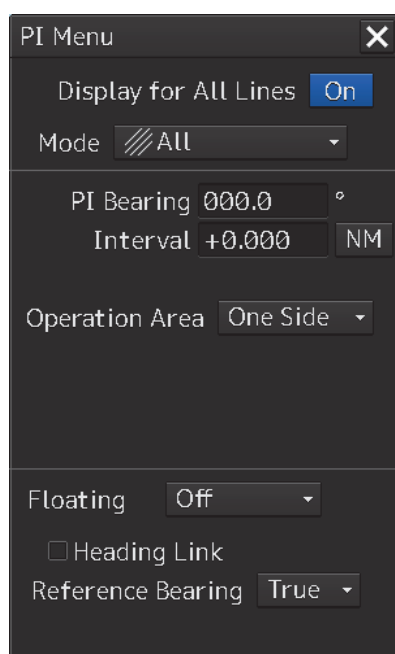 PI Menu
Display for All Lines On
Mode All
PI Bearing 000.0 °
Interval +0.000 NM
Operation Area One Side
Floating Off
Heading Link
Reference Bearing True